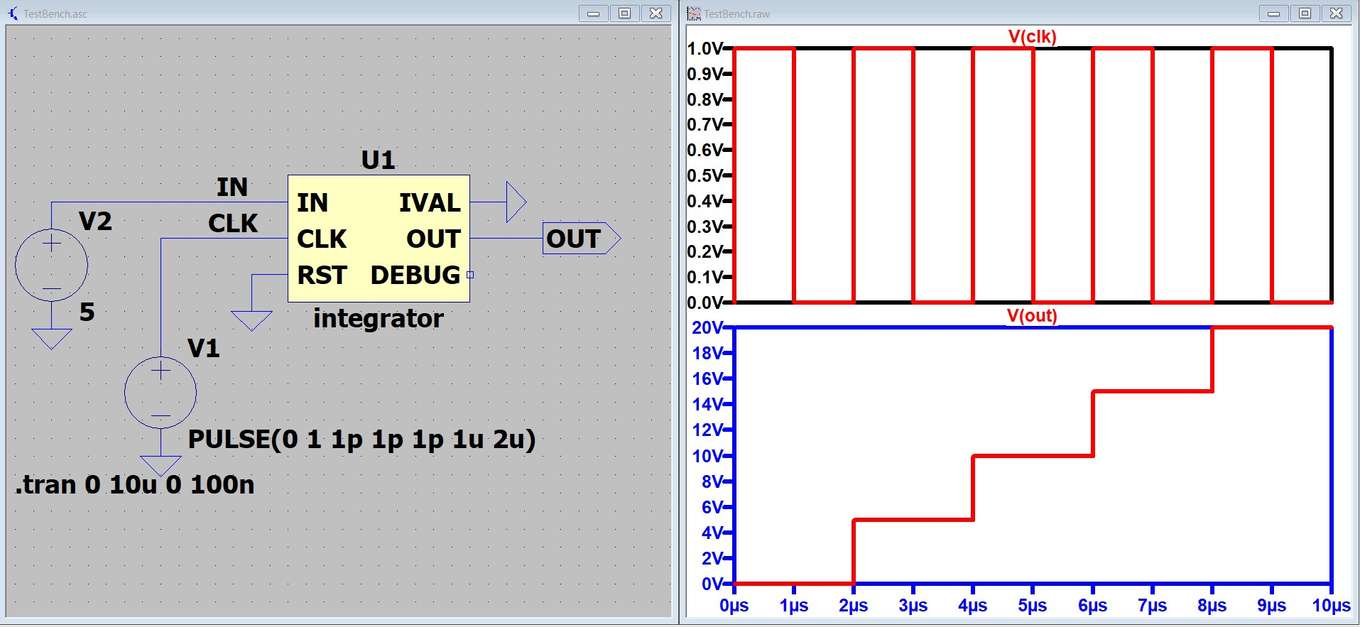 TestBench.asc
U1
IN
IN IVAL
V2
CLK
CLK OUT
OUT
RST DEBUG
5
integrator
V1
PULSE(0 1 1p 1p 1p 1u 2u)
.tran 0 10u 0 100n
TestBench.raw
V(clk)
1.0V
0.9V
0.8V
0.7V
0.6V
0.5V
0.4V
0.3V
0.2V
0.1V
0.0V
V(out)
20V
18V
16V
14V
12V
10V
8V
6V
4V
2V
0V
0µs 1µs 2µs 3µs 4µs 5µs 6µs 7µs 8µs 9µs 10µs